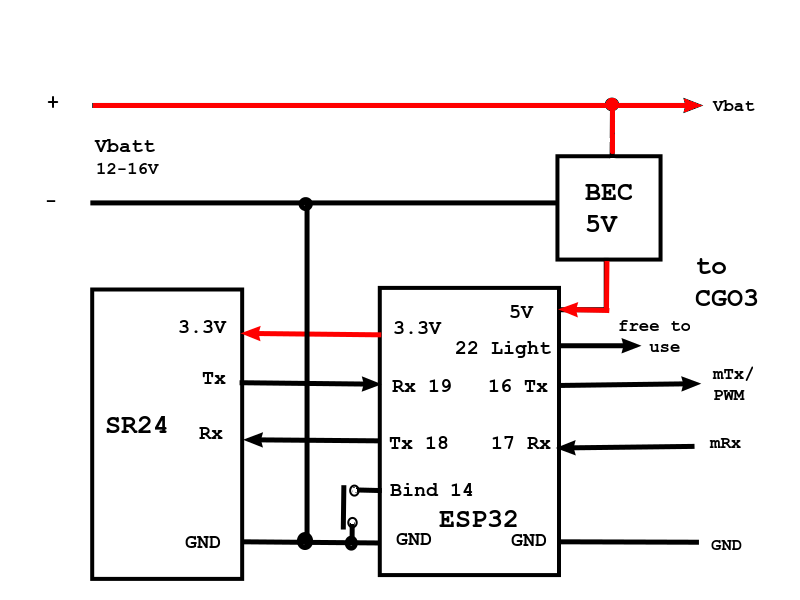 +
Vbat
Vbatt
12-16V
-
BEC
5V
to
CGO3
5V
free to
use
3.3V
3.3V
22 Light
Tx
Rx 19
16 Tx
mTx/
PWM
SR24
Rx
Tx 18
17 Rx
mRx
Bind 14
ESP32
GND
GND
GND
GND